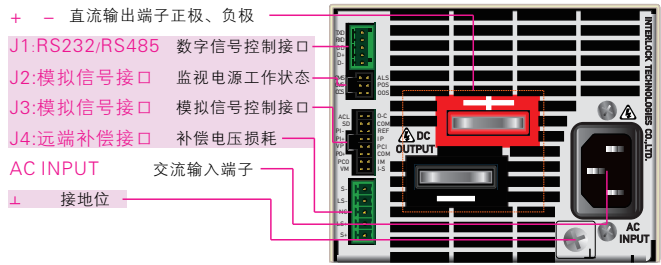 + − 直流输出端子正极、负极
J1:RS232/RS485 数字信号控制接口
J2:模拟信号接口 监视电源工作状态
J3:模拟信号接口 模拟信号控制接口
J4:远端补偿接口 补偿电压损耗
AC INPUT 交流输入端子
⊥ 接地位
D+
D-
ALS
POS
OOS
ACL
SD
PI-
PI+
PO+
PCO
VM
O-C
COM
REF
IP
PCI
COM
IM
I-S
DC
OUTPUT
S-
LS-
NC
LS+
S+
INTERLOCK TECHNOLOGIES CO.,LTD.
AC
INPUT